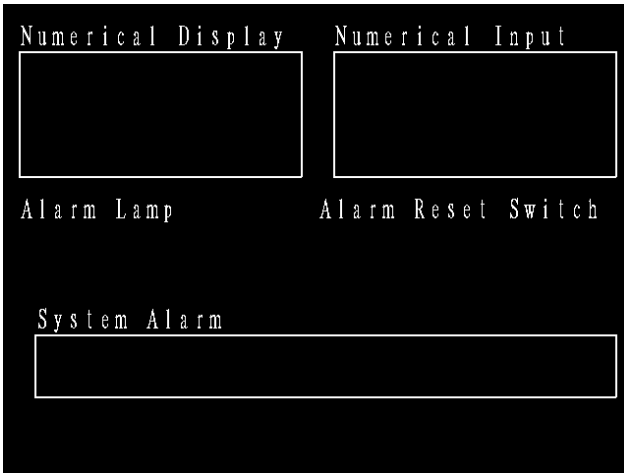 Numerical Display Numerical Input
Alarm Lamp Alarm Reset Switch
System Alarm